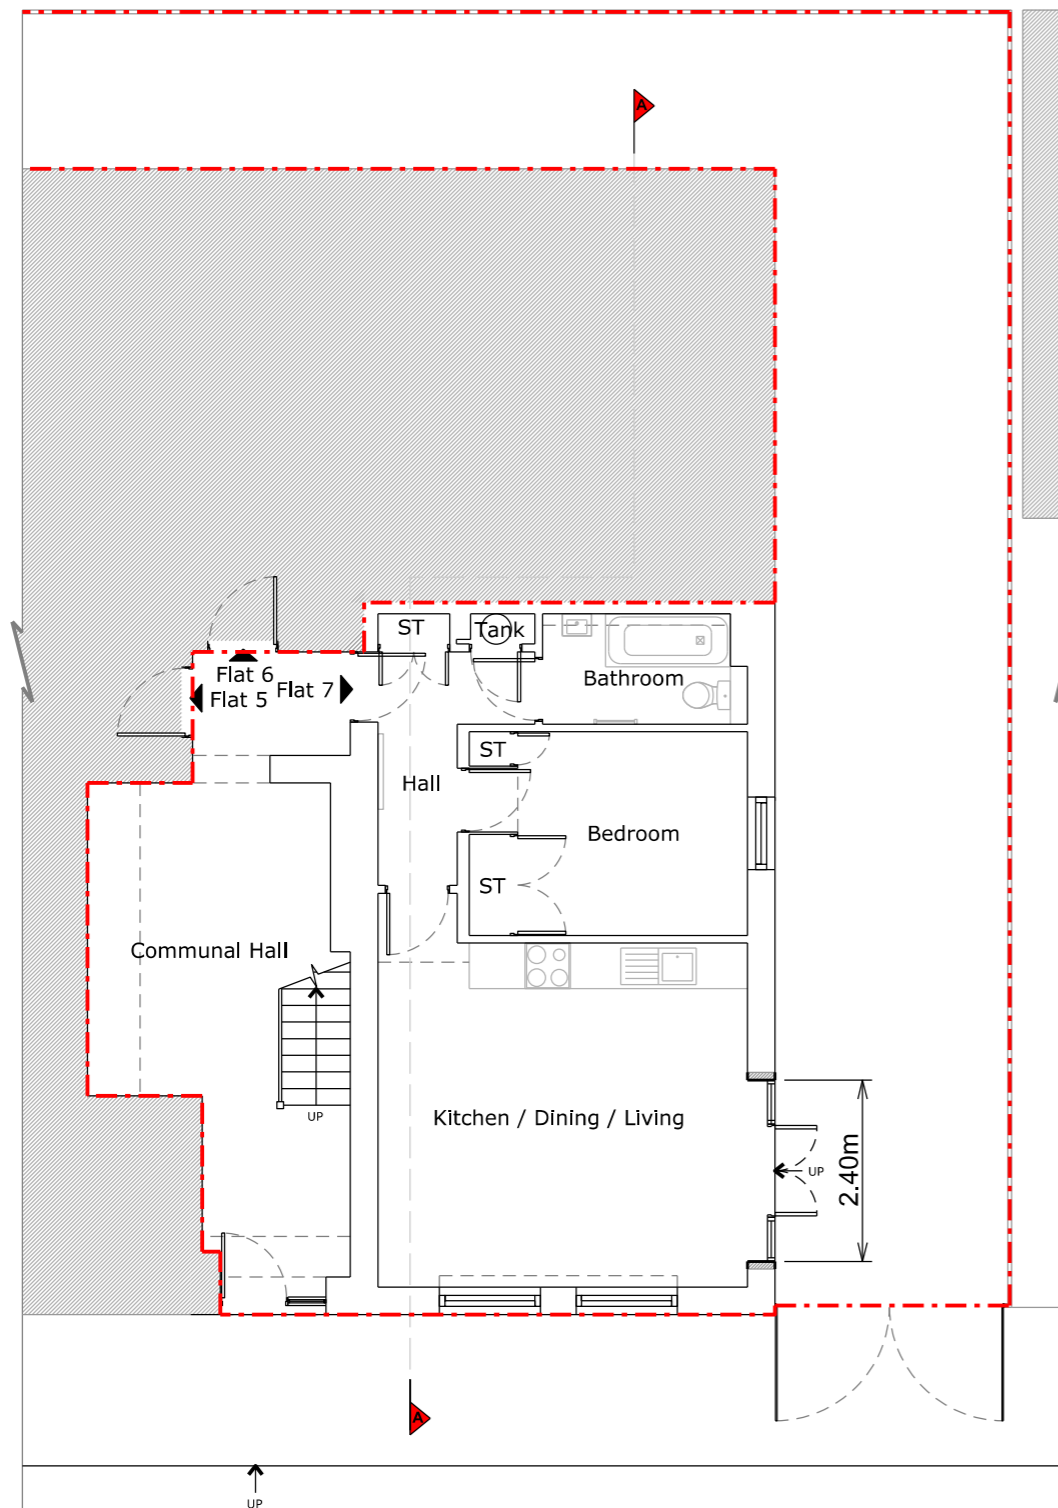 A
ST
Tank
Flat 6
Flat 5
Flat 7
Bathroom
ST
Hall
Bedroom
ST
Communal Hall
UP
Kitchen / Dining / Living
UP
2.40m
A
UP